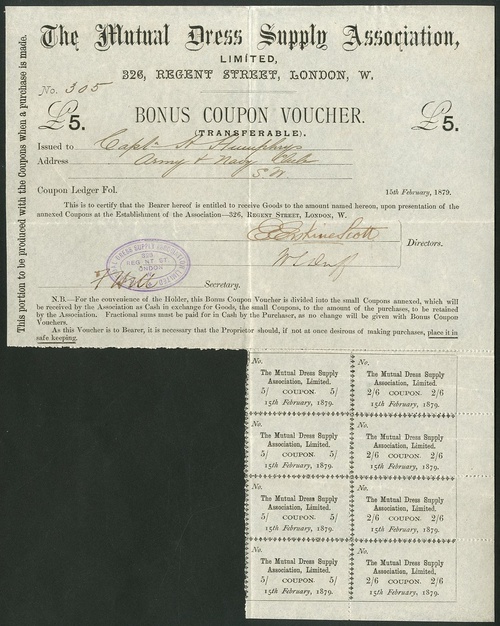 The Mutual Dress Supply Association,
LIMITED,
326, REGENT STREET, LONDON, W.
No. 305
£5. BONUS COUPON VOUCHER. £5.
(TRANSFERABLE).
Issued to Captn H Humphrys
Address Army & Navy Club
S W
Coupon Ledger Fol. 15th February, 1879.
This is to certify that the Bearer hereof is entitled to receive Goods to the amount named hereon, upon presentation of the
annexed Coupons at the Establishment of the Association—326, REGENT STREET, LONDON, W.
E Erskine Scott
Directors.
Secretary.
N.B.—For the convenience of the Holder, this Bonus Coupon Voucher is divided into the small Coupons annexed, which will
be received by the Association as Cash in exchange for Goods, the small Coupons, to the amount of the purchases, to be retained
by the Association. Fractional sums must be paid for in Cash by the Purchaser, as no change will be given with Bonus Coupon
Vouchers.
As this Voucher is to Bearer, it is necessary that the Proprietor should, if not at once desirous of making purchases, place it in
safe keeping.
This portion to be produced with the Coupons when a purchase is made.
MUTUAL DRESS SUPPLY ASSOCIATION LIMITED
326
REGENT ST
LONDON
No.
The Mutual Dress Supply
Association, Limited.
5/ COUPON. 5/
15th February, 1879.
No.
The Mutual Dress Supply
Association, Limited.
2/6 COUPON. 2/6
15th February, 1879.
No.
The Mutual Dress Supply
Association, Limited.
5/ COUPON. 5/
15th February, 1879.
No.
The Mutual Dress Supply
Association, Limited.
2/6 COUPON. 2/6
15th February, 1879.
No.
The Mutual Dress Supply
Association, Limited.
5/ COUPON. 5/
15th February, 1879.
No.
The Mutual Dress Supply
Association, Limited.
2/6 COUPON. 2/6
15th February, 1879.
No.
The Mutual Dress Supply
Association, Limited.
5/ COUPON. 5/
15th February, 1879.
No.
The Mutual Dress Supply
Association, Limited.
2/6 COUPON. 2/6
15th February, 1879.